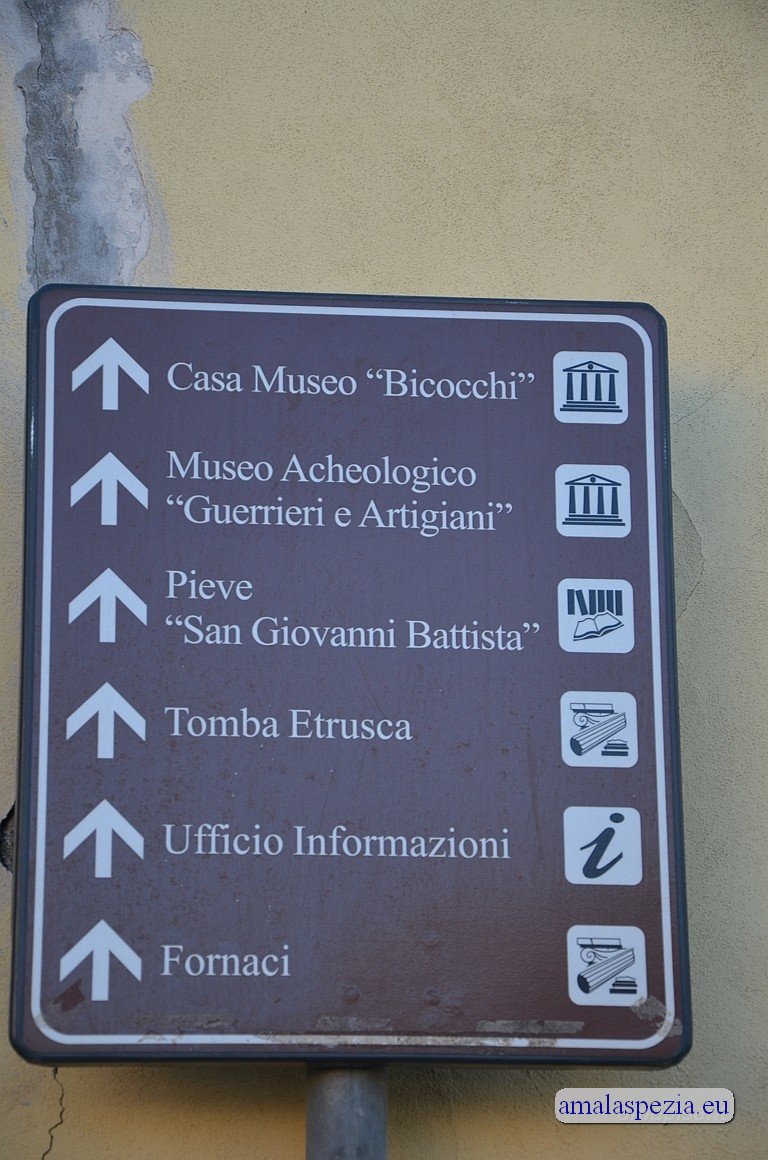 Casa Museo “Bicocchi”
Museo Acheologico
“Guerrieri e Artigiani”
Pieve
“San Giovanni Battista”
Tomba Etrusca
Ufficio Informazioni
i
Fornaci
amalaspezia.eu